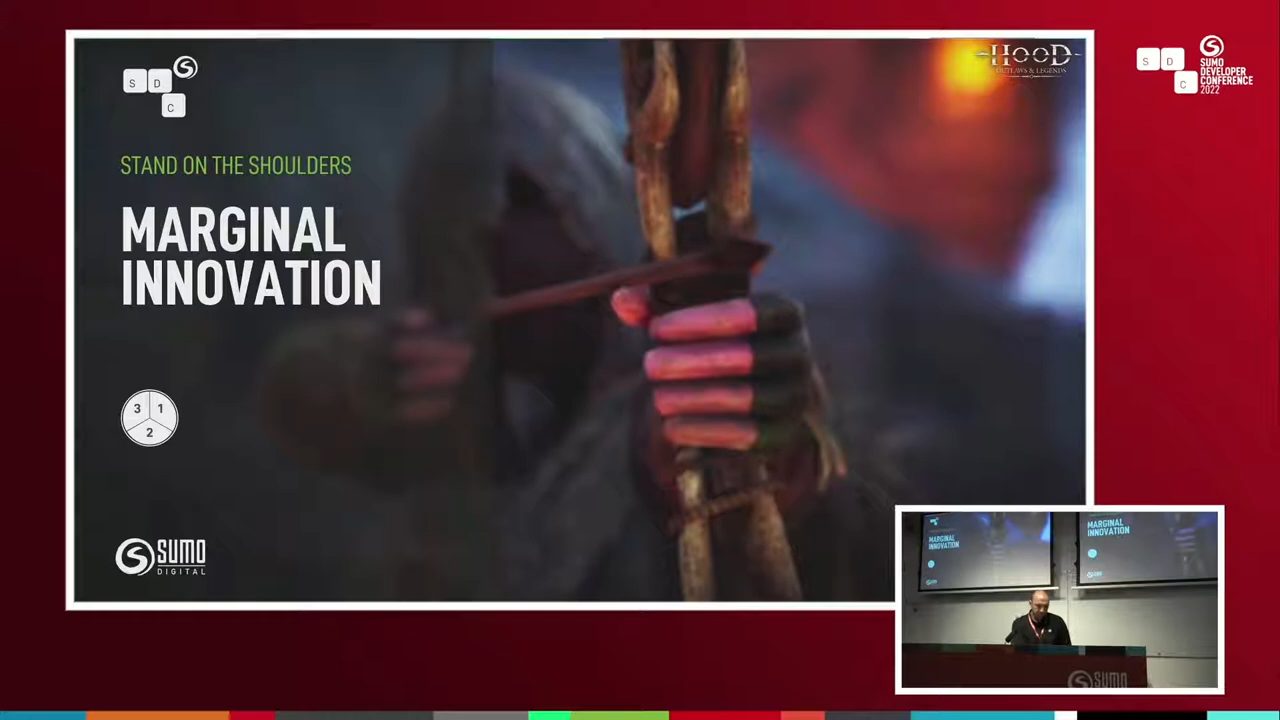 S D C
HOOD
OUTLAWS & LEGENDS
S D C
SUMO
DEVELOPER
CONFERENCE
2022
STAND ON THE SHOULDERS
MARGINAL
INNOVATION
3 1
2
SUMO
DIGITAL
MARGINAL
INNOVATION
MARGINAL
INNOVATION
SUMO